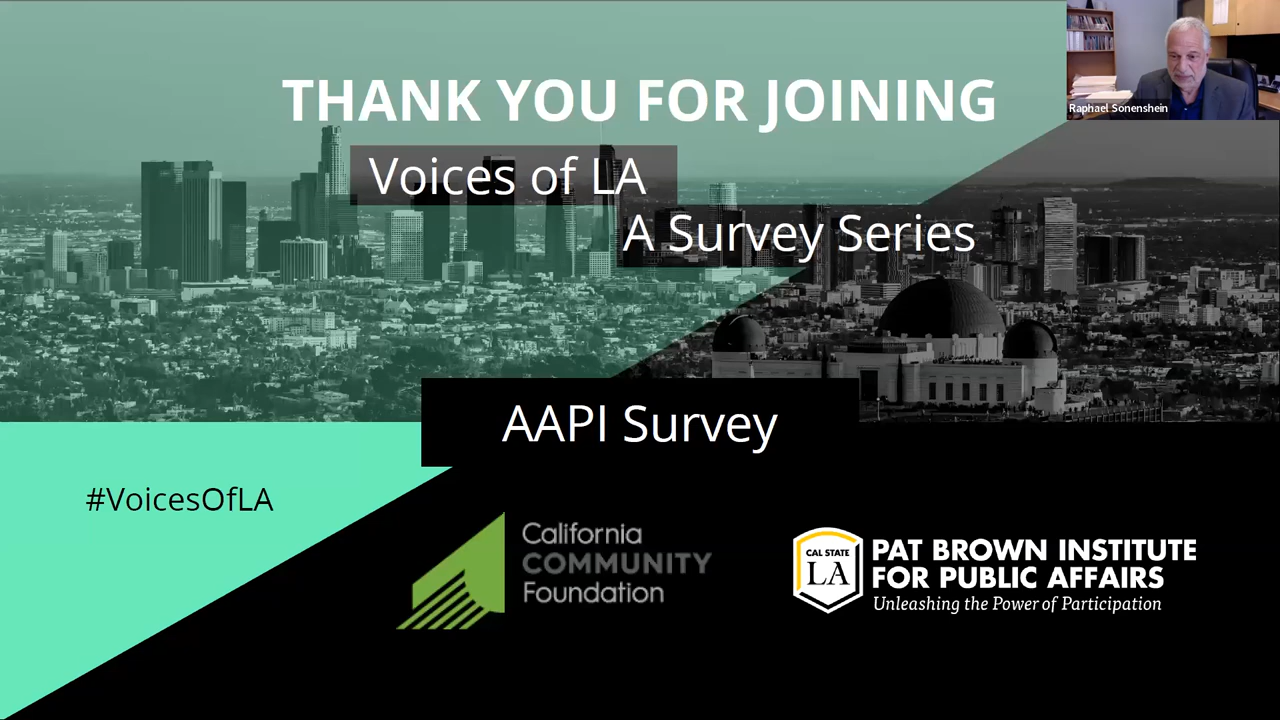 THANK YOU FOR JOINING
Raphael Sonenshein
Voices of LA
A Survey Series
AAPI Survey
#VoicesOfLA
California
COMMUNITY
Foundation
CAL STATE
LA
PAT BROWN INSTITUTE
FOR PUBLIC AFFAIRS
Unleashing the Power of Participation